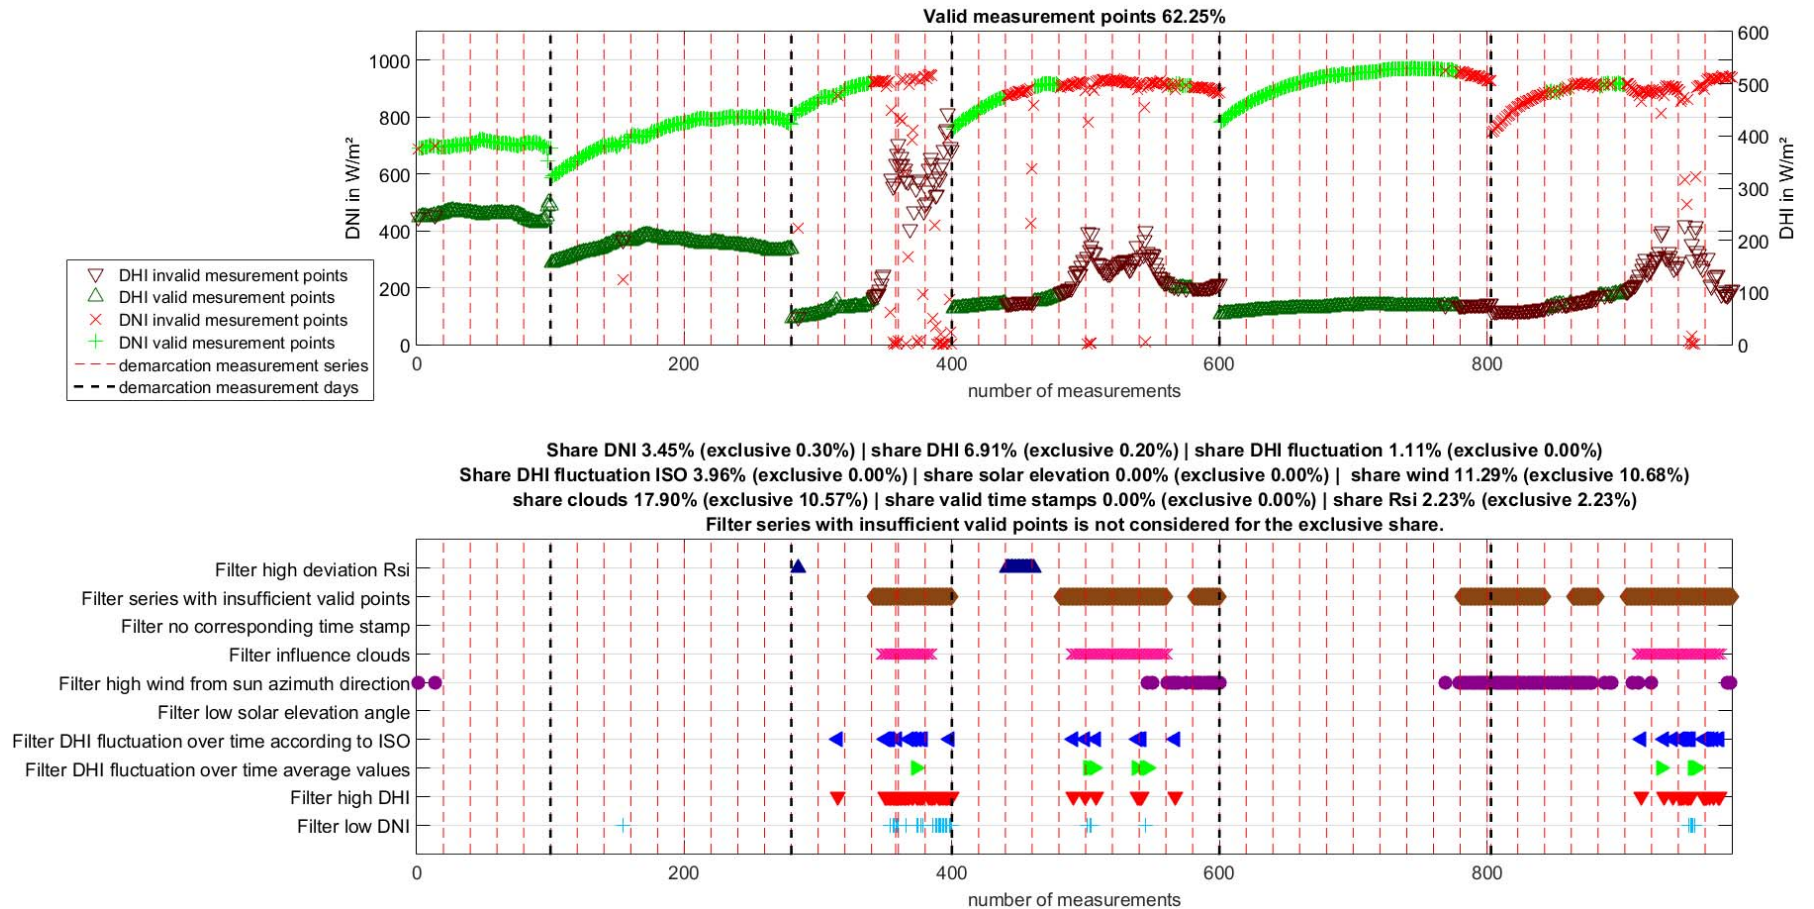 Valid measurement points 62.25%
1000
800
600
400
200
0
DNI in W/m²
600
500
400
300
200
100
0
DHI in W/m²
0
200
400
600
800
number of measurements
DHI invalid mesurement points
DHI valid mesurement points
DNI invalid mesurement points
DNI valid mesurement points
demarcation measurement series
demarcation measurement days
Share DNI 3.45% (exclusive 0.30%) | share DHI 6.91% (exclusive 0.20%) | share DHI fluctuation 1.11% (exclusive 0.00%)
Share DHI fluctuation ISO 3.96% (exclusive 0.00%) | share solar elevation 0.00% (exclusive 0.00%) | share wind 11.29% (exclusive 10.68%)
share clouds 17.90% (exclusive 10.57%) | share valid time stamps 0.00% (exclusive 0.00%) | share Rsi 2.23% (exclusive 2.23%)
Filter series with insufficient valid points is not considered for the exclusive share.
Filter high deviation Rsi
Filter series with insufficient valid points
Filter no corresponding time stamp
Filter influence clouds
Filter high wind from sun azimuth direction
Filter low solar elevation angle
Filter DHI fluctuation over time according to ISO
Filter DHI fluctuation over time average values
Filter high DHI
Filter low DNI
0
200
400
600
800
number of measurements